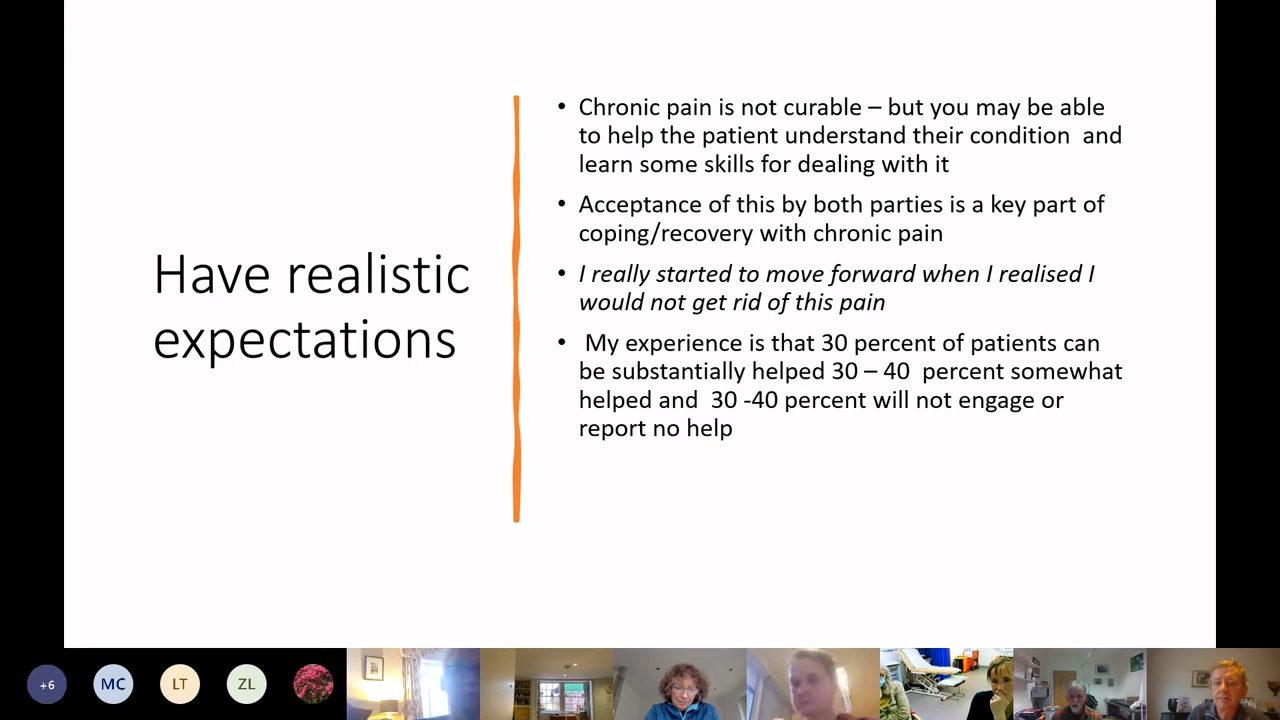 Have realistic
expectations
• Chronic pain is not curable – but you may be able
to help the patient understand their condition  and
learn some skills for dealing with it
• Acceptance of this by both parties is a key part of
coping/recovery with chronic pain
• I really started to move forward when I realised I
would not get rid of this pain
•  My experience is that 30 percent of patients can
be substantially helped 30 – 40  percent somewhat
helped and  30 -40 percent will not engage or
report no help
+6
MC
LT
ZL